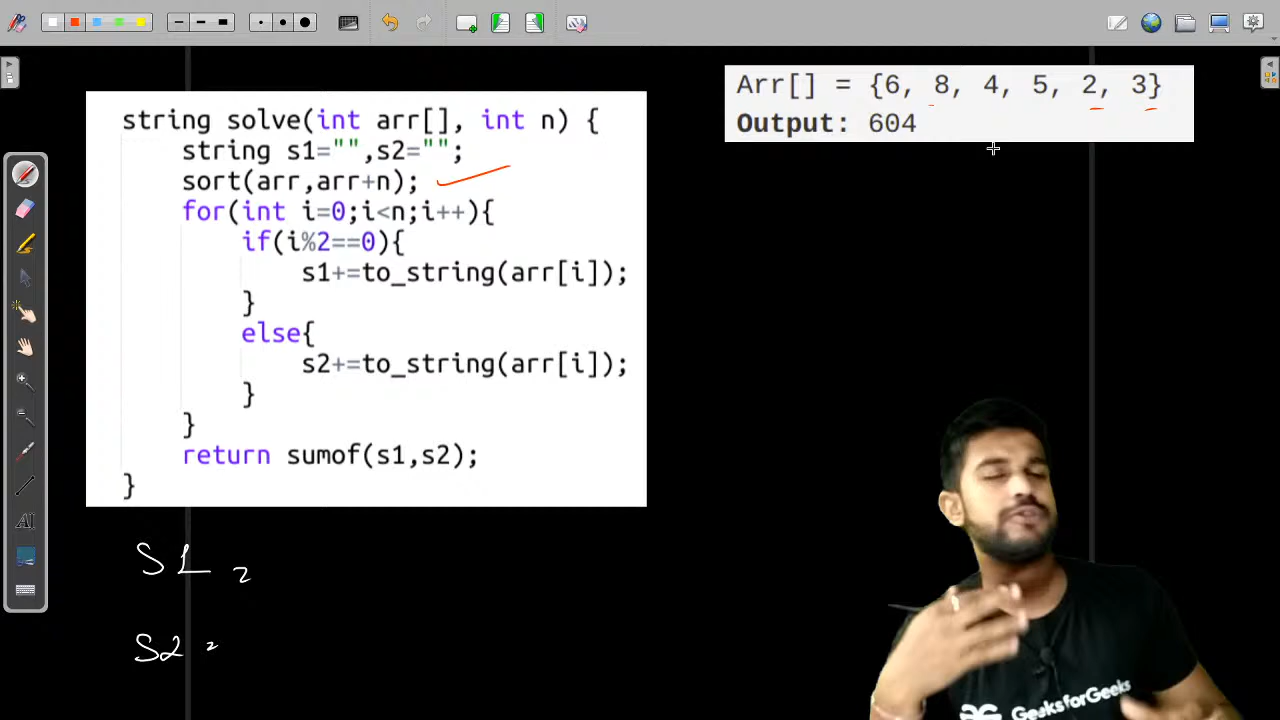 string solve(int arr[], int n) {
string s1="",s2="";
sort(arr,arr+n);
for(int i=0;i<n;i++){
if(i%2==0){
s1+=to_string(arr[i]);
}
else{
s2+=to_string(arr[i]);
}
}
return sumof(s1,s2);
}
Arr[] = {6, 8, 4, 5, 2, 3}
Output: 604
S1 =
S2 =
GeeksforGeeks